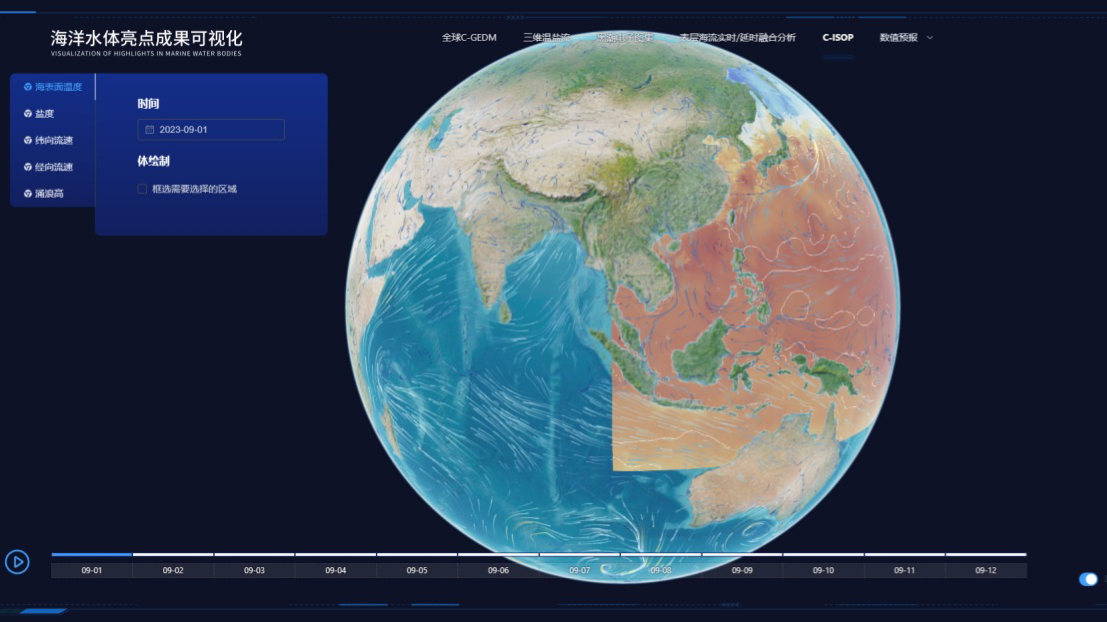 海洋水体亮点成果可视化
VISUALIZATION OF HIGHLIGHTS IN MARINE WATER BODIES
全球C-GEDM
三维温盐流
表层海流实时/延时融合分析
C-ISOP
数值预报
海表面温度
盐度
纬向流速
经向流速
涌浪高
时间
2023-09-01
体绘制
框选需要选择的区域
09-01
09-02
09-03
09-04
09-05
09-06
09-07
09-08
09-09
09-10
09-11
09-12